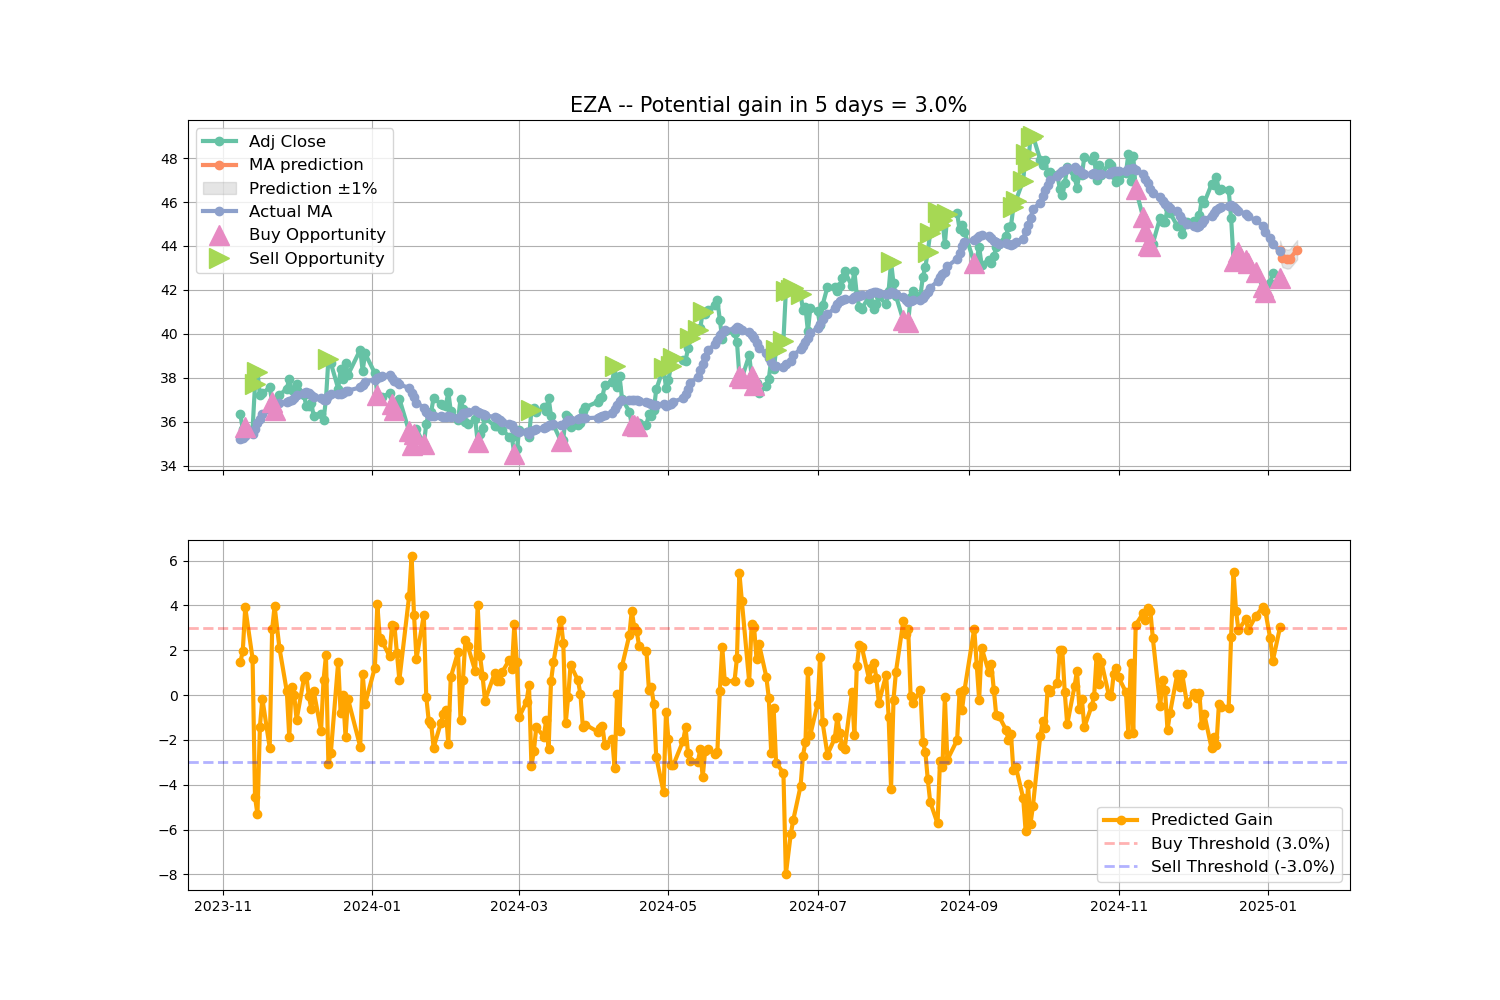 EZA -- Potential gain in 5 days = 3.0%
Adj Close
MA prediction
Prediction ±1%
Actual MA
Buy Opportunity
Sell Opportunity
48
46
44
42
40
38
36
34
6
4
2
0
−2
−4
−6
−8
Predicted Gain
Buy Threshold (3.0%)
Sell Threshold (-3.0%)
2023-11 2024-01 2024-03 2024-05 2024-07 2024-09 2024-11 2025-01